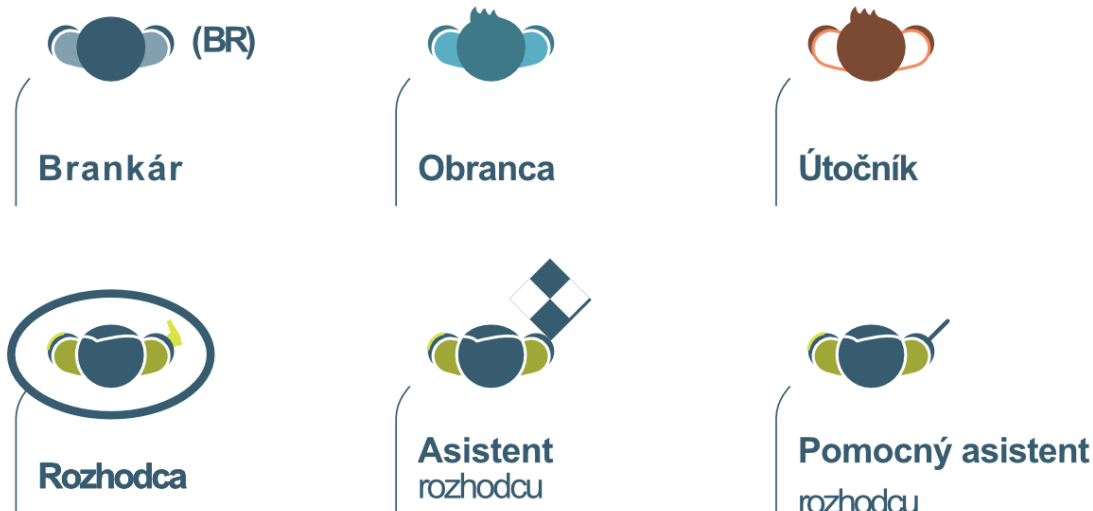 (BR)
Brankár
Obranca
Útočník
Rozhodca
Asistent
rozhodcu
Pomocný asistent
rozhodcu